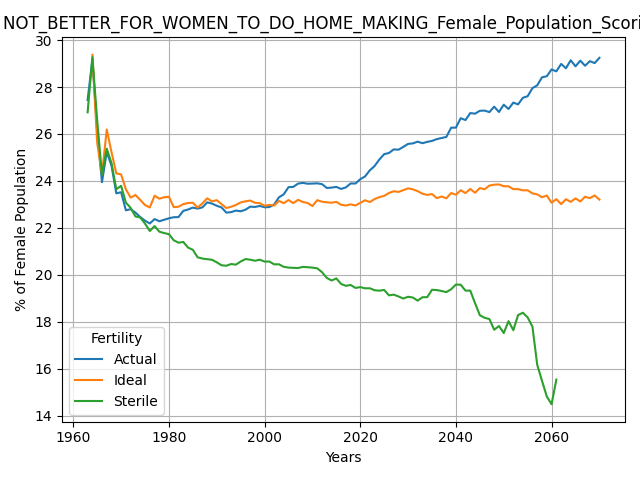 NOT_BETTER_FOR_WOMEN_TO_DO_HOME_MAKING_Female_Population_Scori
% of Female Population
30
28
26
24
22
20
18
16
14
1960
1980
2000
2020
2040
2060
Years
Fertility
Actual
Ideal
Sterile